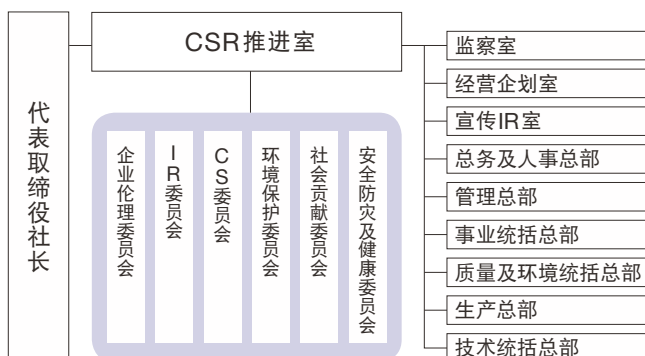 代表取缔役社长
CSR推进室
企业伦理委员会
IR委员会
CS委员会
环境保护委员会
社会贡献委员会
安全防灾及健康委员会
监察室
经营企划室
宣传IR室
总务及人事总部
管理总部
事业统括总部
质量及环境统括总部
生产总部
技术统括总部